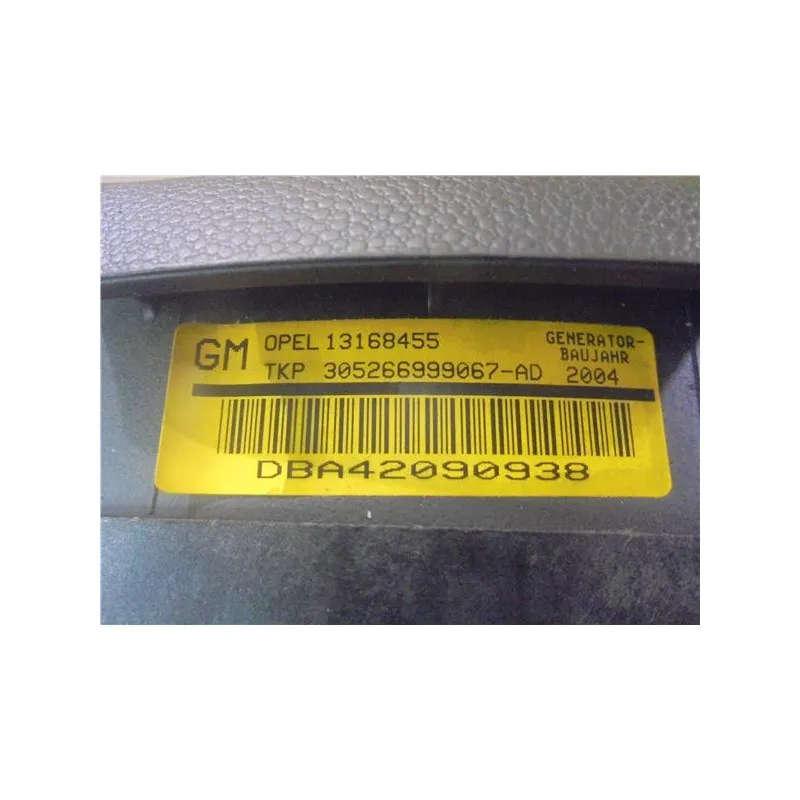 GM OPEL 13168455 GENERATOR-
BAUJAHR
TKP 305266999067-AD 2004
DBA42090938